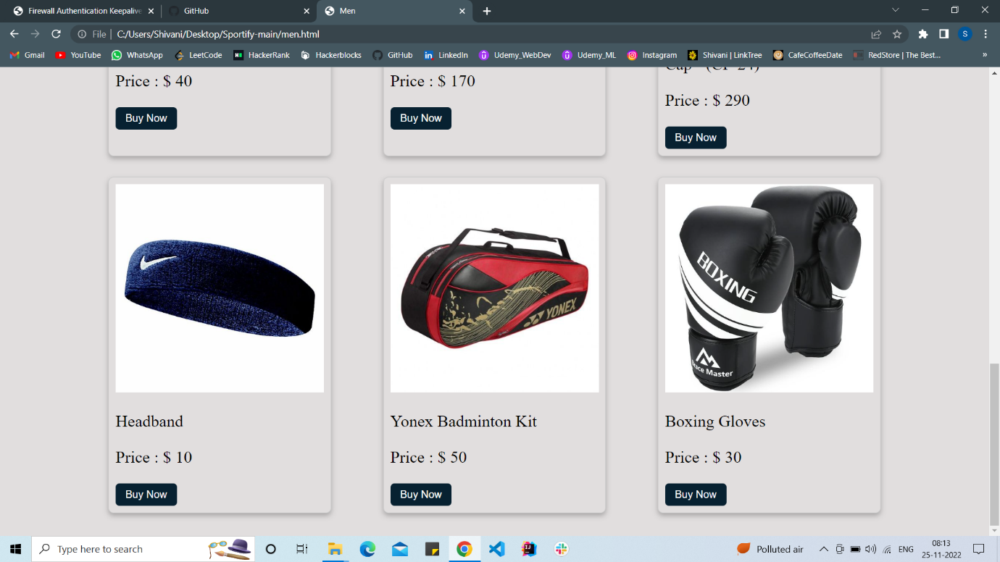 Firewall Authentication Keepalive
GitHub
Men
File
C:/Users/Shivani/Desktop/Sportify-main/men.html
S
Gmail
YouTube
WhatsApp
LeetCode
HackerRank
Hackerblocks
GitHub
LinkedIn
Udemy_WebDev
Udemy_ML
Instagram
Shivani | LinkTree
CafeCoffeeDate
RedStore | The Best...
»
Price : $ 40
Buy Now
Price : $ 170
Buy Now
Cap - (CF-24)
Price : $ 290
Buy Now
Headband
Price : $ 10
Buy Now
YONEX
Yonex Badminton Kit
Price : $ 50
Buy Now
BOXING
Master
Boxing Gloves
Price : $ 30
Buy Now
Type here to search
Polluted air
ENG
08:13
25-11-2022